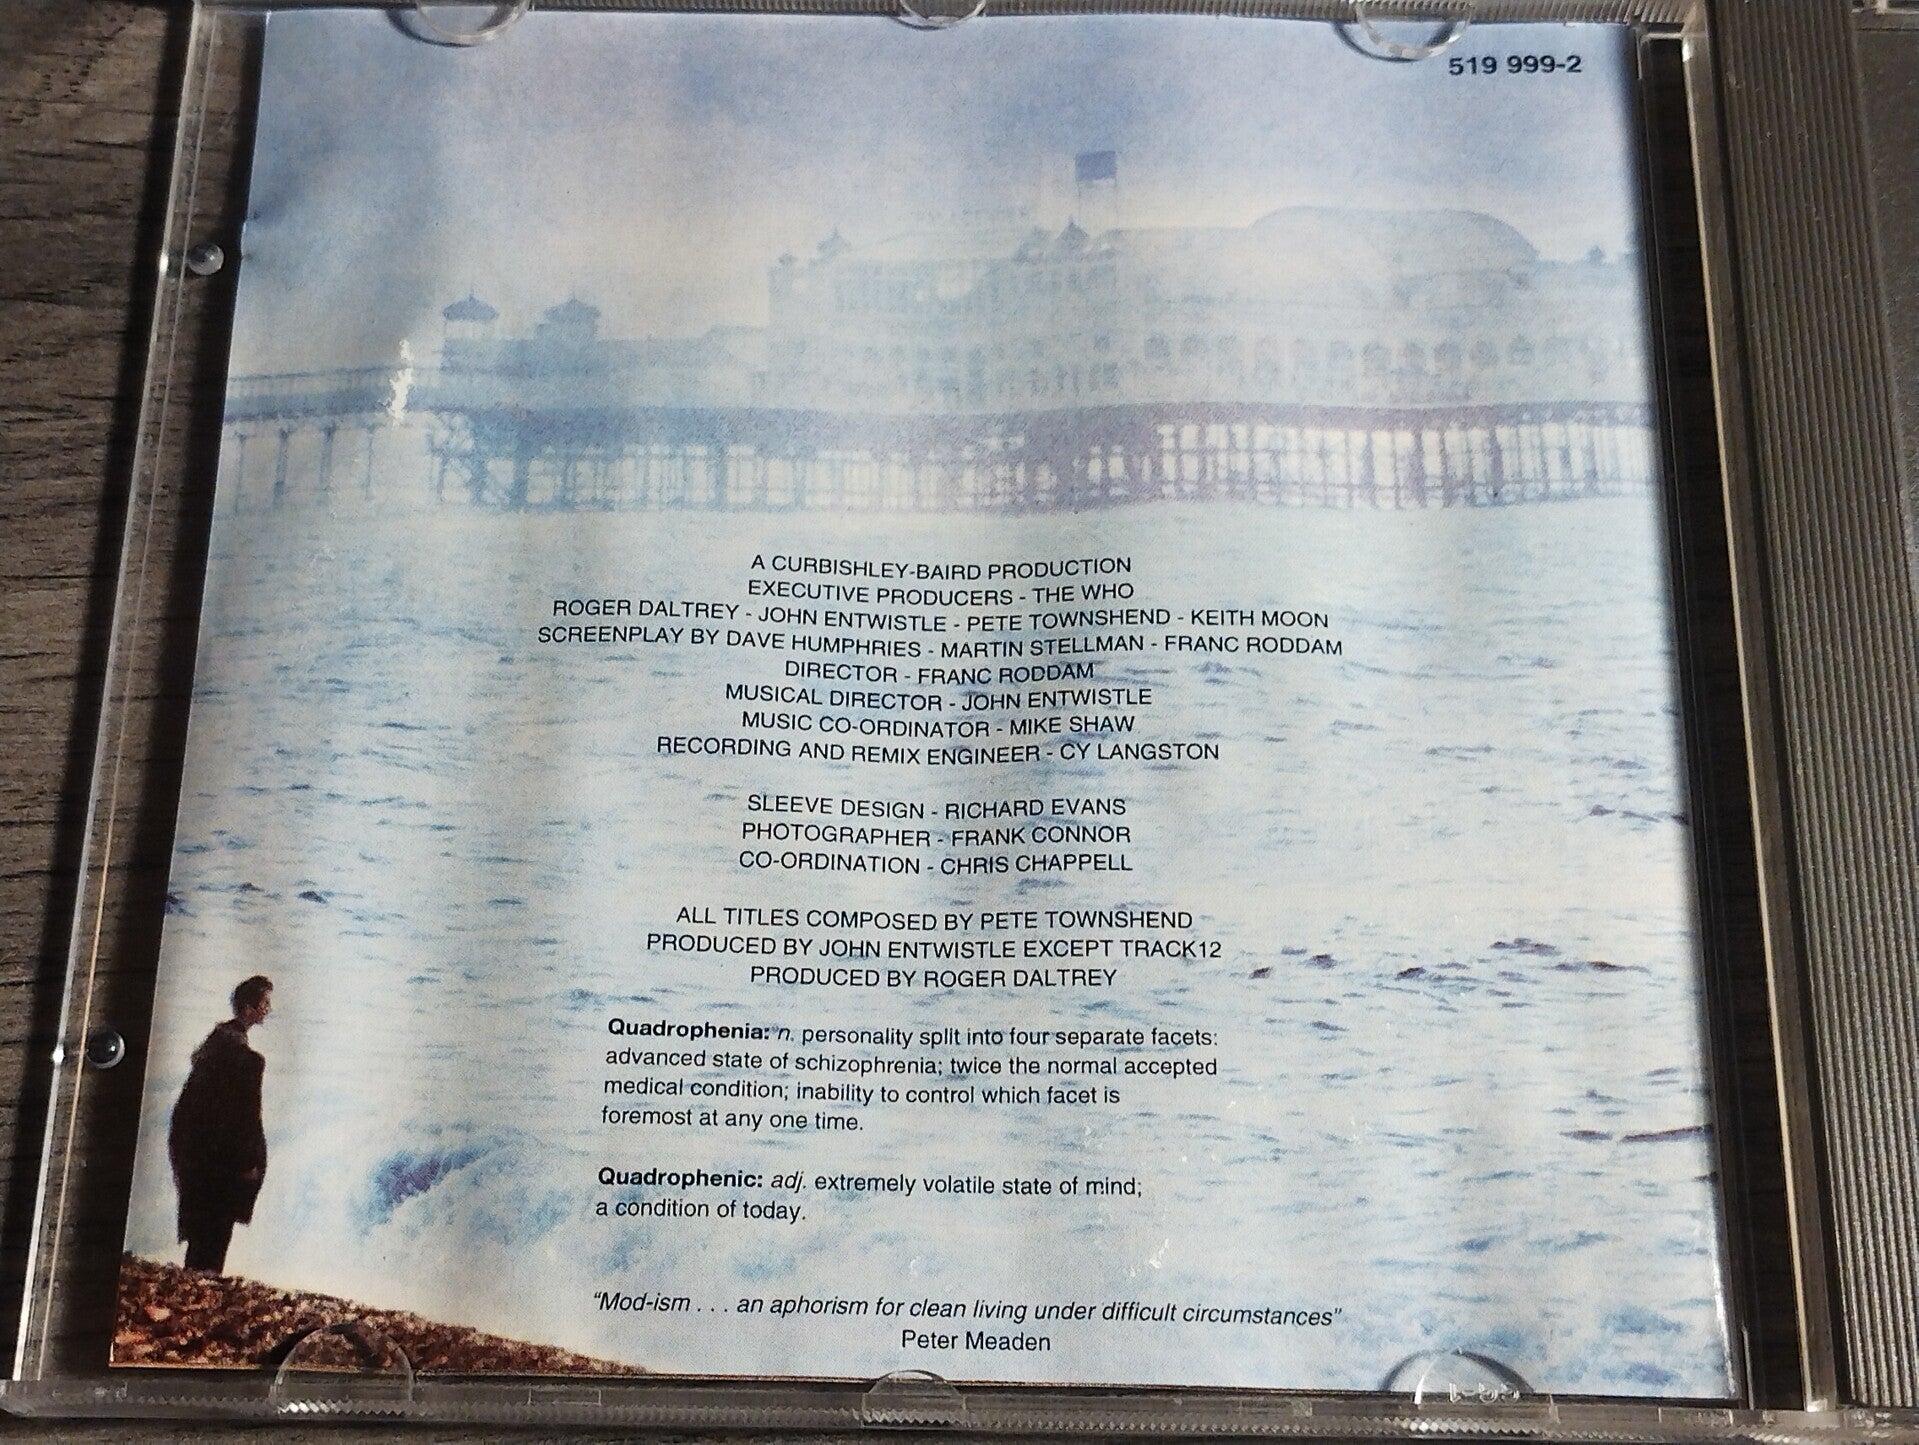 519 999-2
A CURBISHLEY-BAIRD PRODUCTION
EXECUTIVE PRODUCERS - THE WHO
ROGER DALTREY - JOHN ENTWISTLE - PETE TOWNSHEND - KEITH MOON
SCREENPLAY BY DAVE HUMPHRIES - MARTIN STELLMAN - FRANC RODDAM
DIRECTOR - FRANC RODDAM
MUSICAL DIRECTOR - JOHN ENTWISTLE
MUSIC CO-ORDINATOR - MIKE SHAW
RECORDING AND REMIX ENGINEER - CY LANGSTON
SLEEVE DESIGN - RICHARD EVANS
PHOTOGRAPHER - FRANK CONNOR
CO-ORDINATION - CHRIS CHAPPELL
ALL TITLES COMPOSED BY PETE TOWNSHEND
PRODUCED BY JOHN ENTWISTLE EXCEPT TRACK12
PRODUCED BY ROGER DALTREY
Quadrophenia: n. personality split into four separate facets:
advanced state of schizophrenia; twice the normal accepted
medical condition; inability to control which facet is
foremost at any one time.
Quadrophenic: adj. extremely volatile state of mind;
a condition of today.
"Mod-ism . . . an aphorism for clean living under difficult circumstances"
Peter Meaden